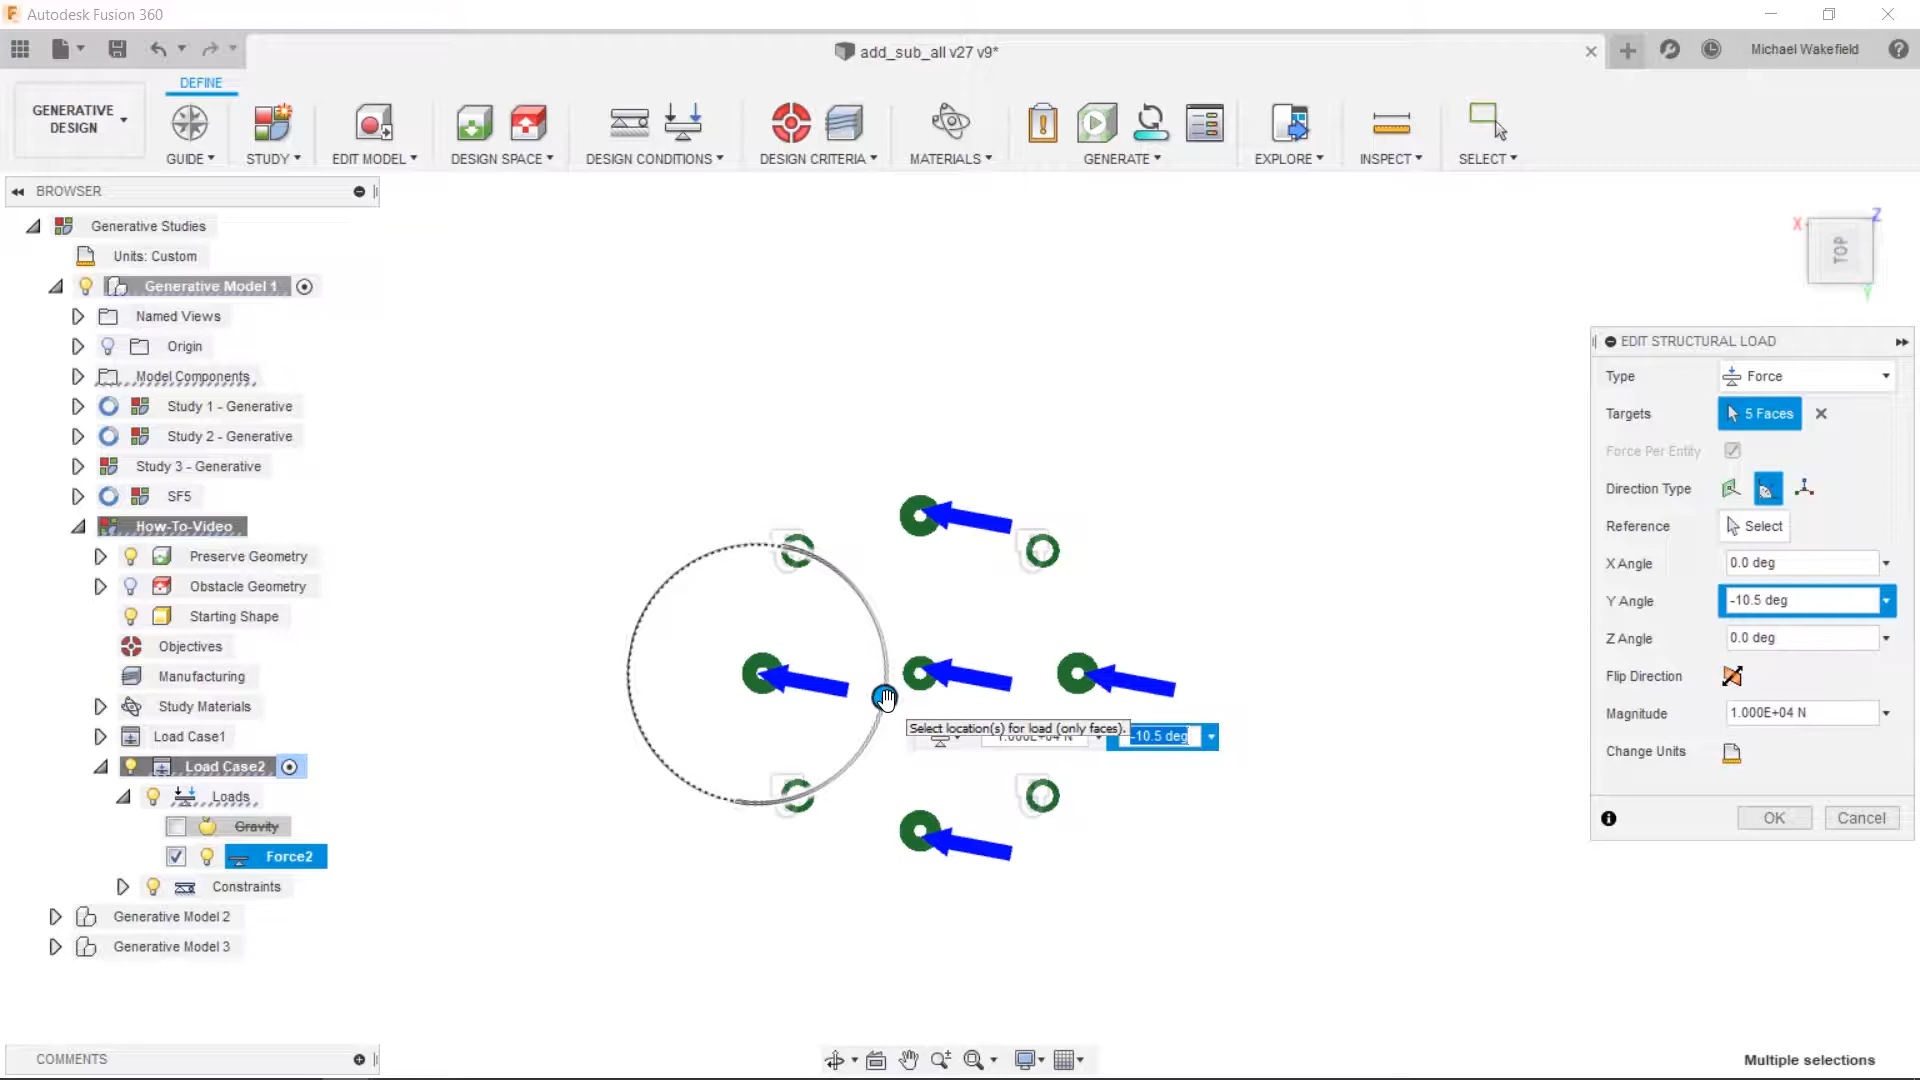 Autodesk Fusion 360
add_sub_all v27 v9*
Michael Wakefield
GENERATIVE DESIGN
DEFINE
GUIDE
STUDY
EDIT MODEL
DESIGN SPACE
DESIGN CONDITIONS
DESIGN CRITERIA
MATERIALS
GENERATE
EXPLORE
INSPECT
SELECT
BROWSER
Generative Studies
Units: Custom
Generative Model 1
Named Views
Origin
Model Components
Study 1 - Generative
Study 2 - Generative
Study 3 - Generative
SF5
How-To-Video
Preserve Geometry
Obstacle Geometry
Starting Shape
Objectives
Manufacturing
Study Materials
Load Case1
Load Case2
Loads
Gravity
Force2
Constraints
Generative Model 2
Generative Model 3
COMMENTS
X
Z
TOP
Y
Select location(s) for load (only faces).
1.000E+04 N
-10.5 deg
EDIT STRUCTURAL LOAD
Type
Force
Targets
5 Faces
Force Per Entity
Direction Type
Reference
Select
X Angle
0.0 deg
Y Angle
-10.5 deg
Z Angle
0.0 deg
Flip Direction
Magnitude
1.000E+04 N
Change Units
OK
Cancel
Multiple selections